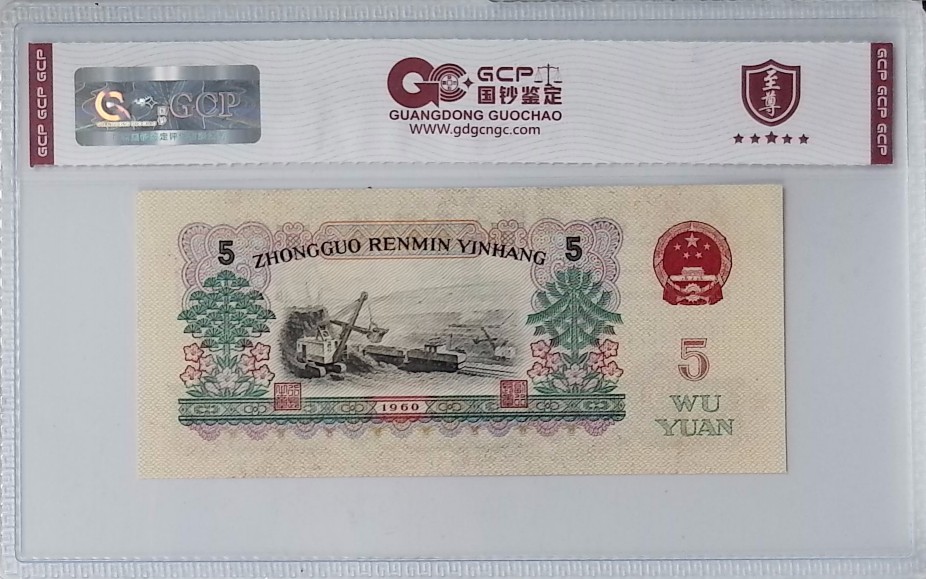 GCP GCP GCP
GCP
GCP
国钞鉴定
GUANGDONG GUOCHAO
www.gdgcngc.com
至尊
GCP GCP GCP
5
ZHONGGUO RENMIN YINHANG
5
1960
5
WU
YUAN